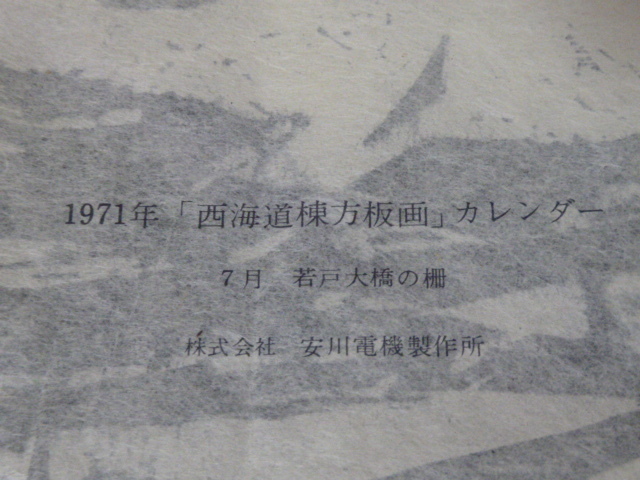 1971年「西海道棟方板画」カレンダー
7月 若戸大橋の柵
株式会社 安川電機製作所